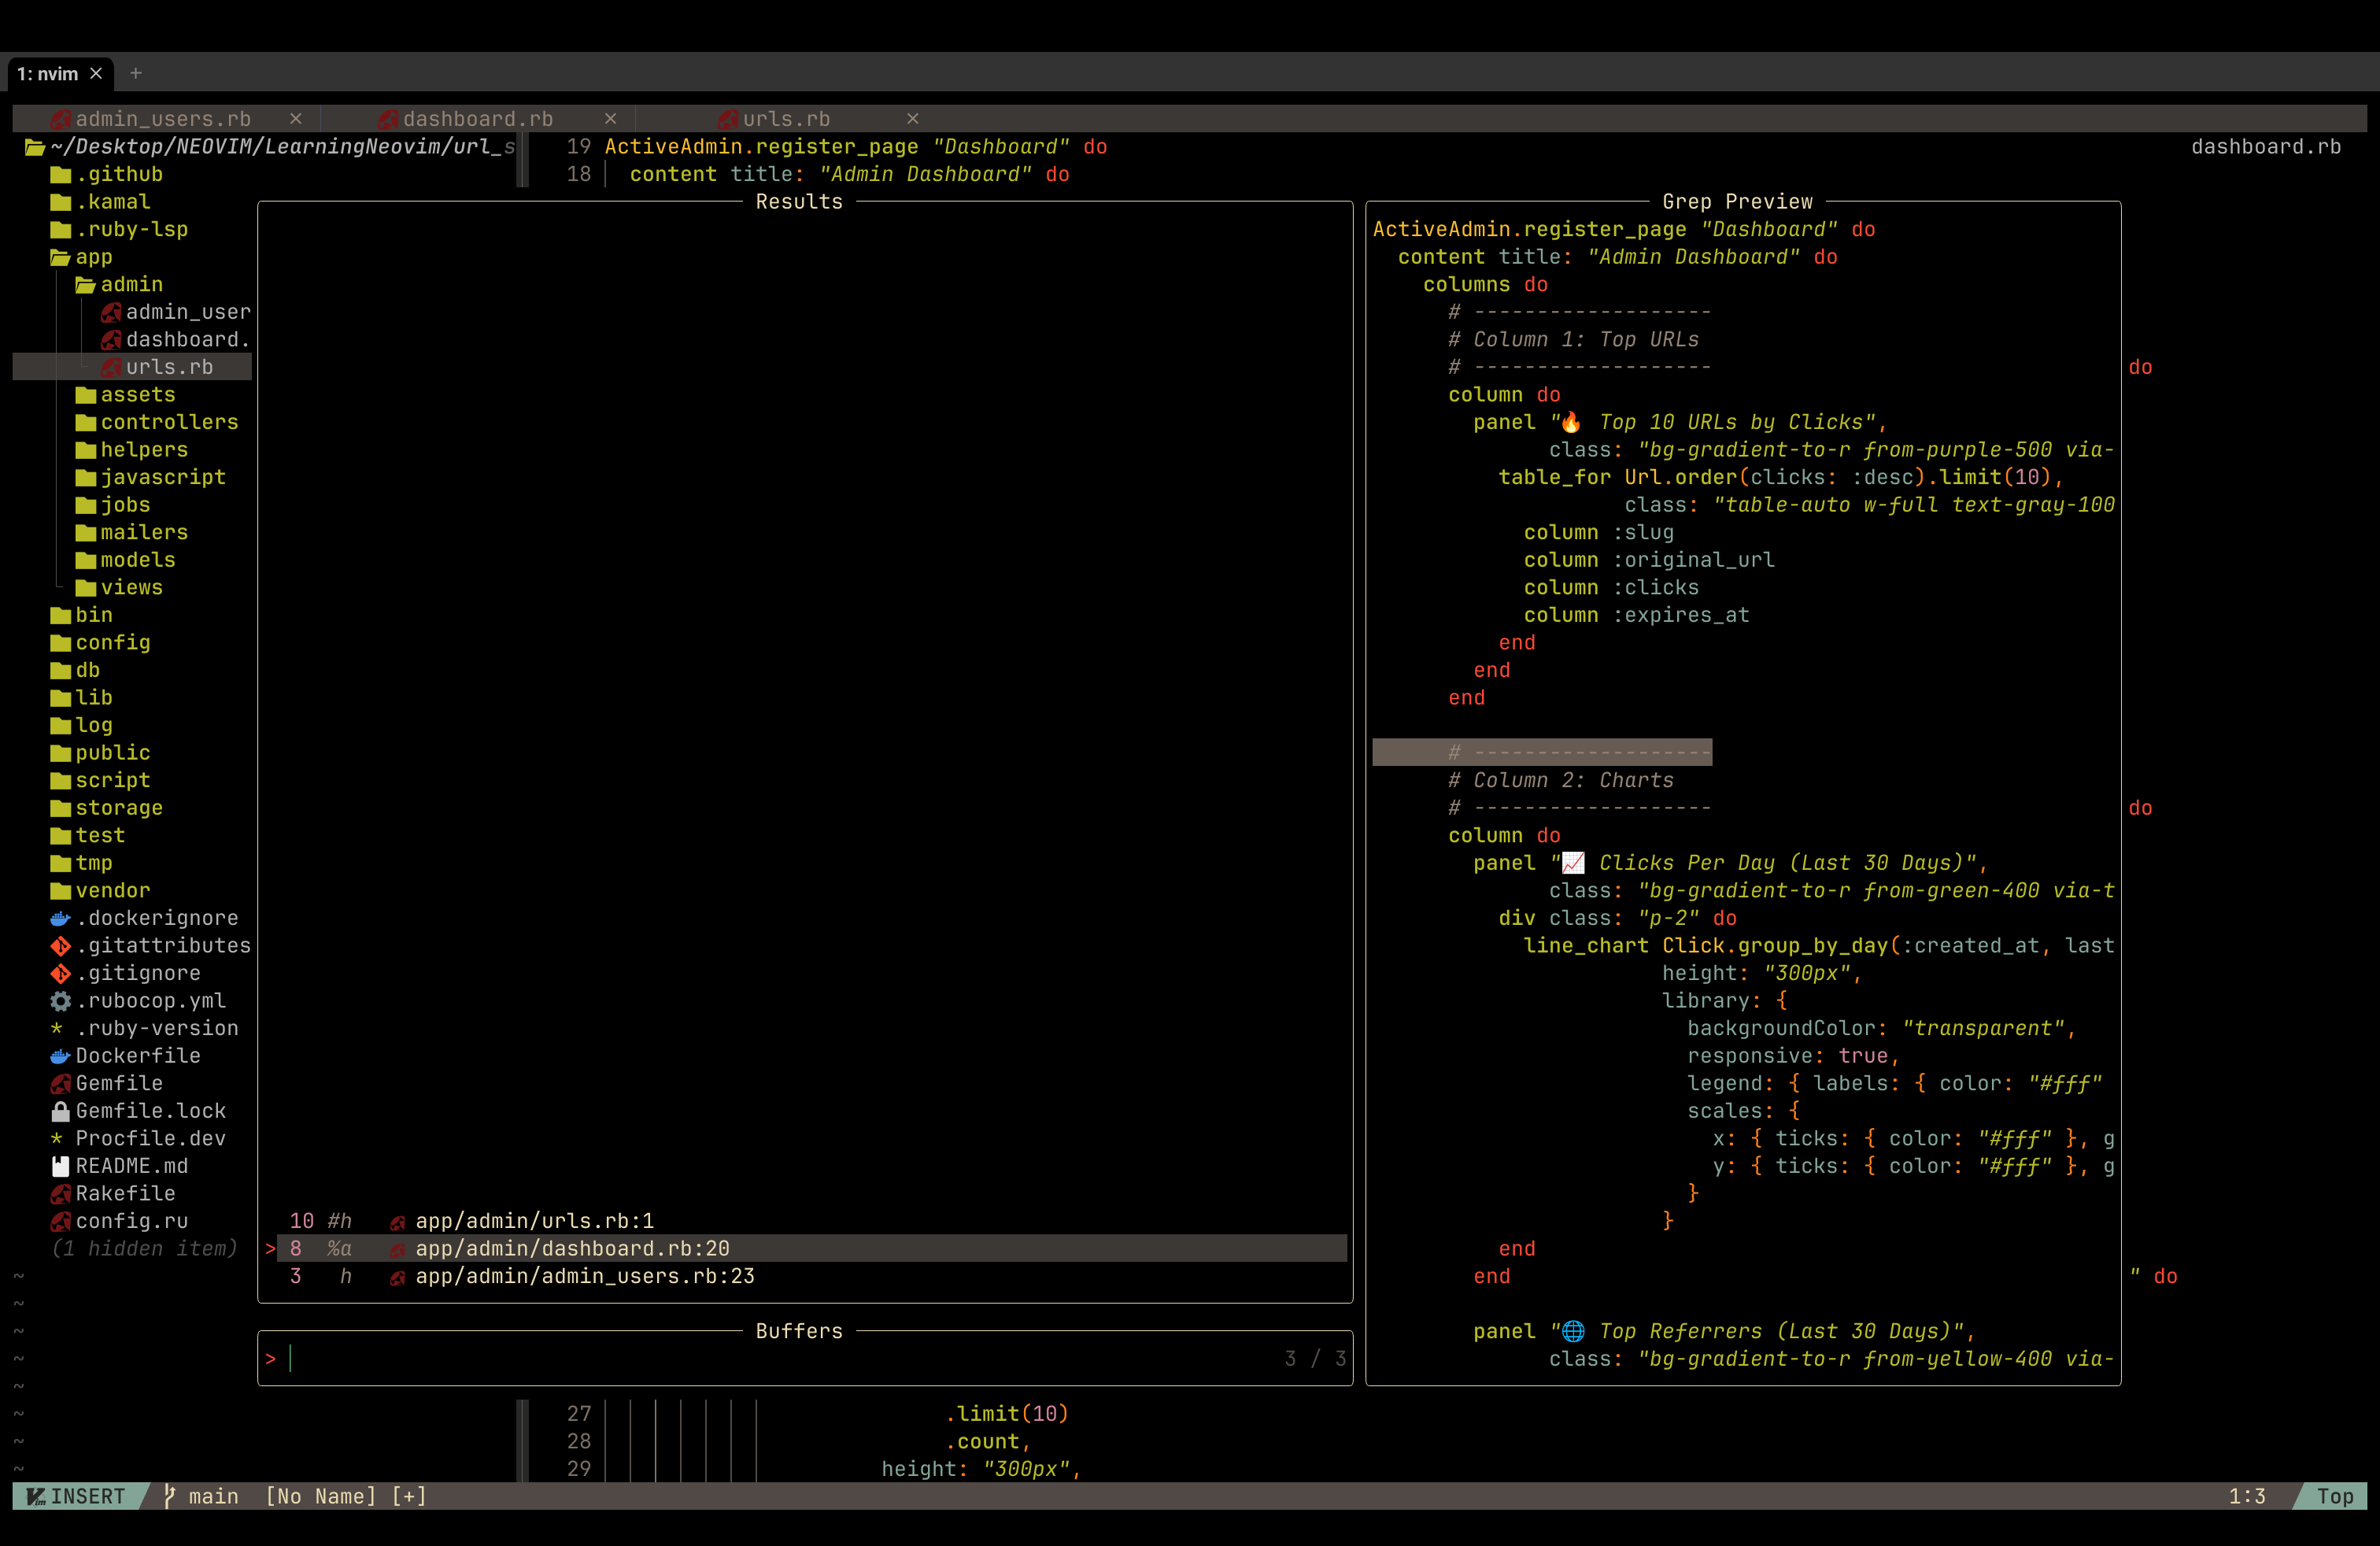 1: nvim × +
admin_users.rb × dashboard.rb × urls.rb ×
~/Desktop/NEOVIM/LearningNeovim/url_s
.github
.kamal
.ruby-lsp
app
admin
admin_user
dashboard.
urls.rb
assets
controllers
helpers
javascript
jobs
mailers
models
views
bin
config
db
lib
log
public
script
storage
test
tmp
vendor
.dockerignore
.gitattributes
.gitignore
.rubocop.yml
* .ruby-version
Dockerfile
Gemfile
Gemfile.lock
* Procfile.dev
README.md
Rakefile
config.ru
(1 hidden item)
~
~
~
~
~
~
~
~
19 ActiveAdmin.register_page "Dashboard" do
dashboard.rb
18 content title: "Admin Dashboard" do
do
do
" do
Results
10 #h app/admin/urls.rb:1
> 8 %a app/admin/dashboard.rb:20
3 h app/admin/admin_users.rb:23
Buffers
> 3 / 3
Grep Preview
ActiveAdmin.register_page "Dashboard" do
content title: "Admin Dashboard" do
columns do
# -------------------
# Column 1: Top URLs
# -------------------
column do
panel "🔥 Top 10 URLs by Clicks",
class: "bg-gradient-to-r from-purple-500 via-
table_for Url.order(clicks: :desc).limit(10),
class: "table-auto w-full text-gray-100
column :slug
column :original_url
column :clicks
column :expires_at
end
end
end
# -------------------
# Column 2: Charts
# -------------------
column do
panel "📈 Clicks Per Day (Last 30 Days)",
class: "bg-gradient-to-r from-green-400 via-t
div class: "p-2" do
line_chart Click.group_by_day(:created_at, last
height: "300px",
library: {
backgroundColor: "transparent",
responsive: true,
legend: { labels: { color: "#fff"
scales: {
x: { ticks: { color: "#fff" }, g
y: { ticks: { color: "#fff" }, g
}
}
end
end
panel "🌐 Top Referrers (Last 30 Days)",
class: "bg-gradient-to-r from-yellow-400 via-
27 .limit(10)
28 .count,
29 height: "300px",
INSERT main [No Name] [+] 1:3 Top